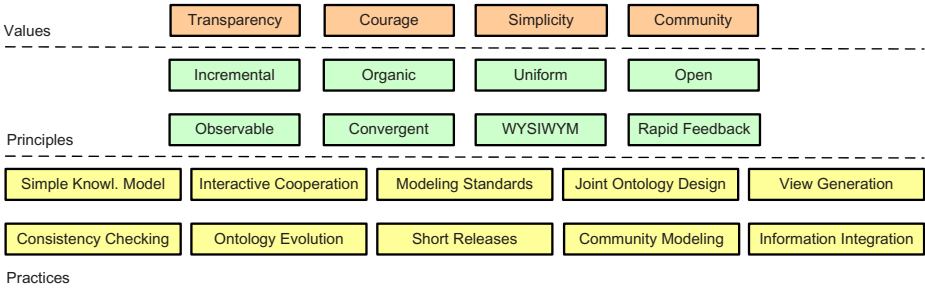 Transparency Courage Simplicity Community
Values
Incremental Organic Uniform Open
Observable Convergent WYSIWYM Rapid Feedback
Principles
Simple Knowl. Model Interactive Cooperation Modeling Standards Joint Ontology Design View Generation
Consistency Checking Ontology Evolution Short Releases Community Modeling Information Integration
Practices